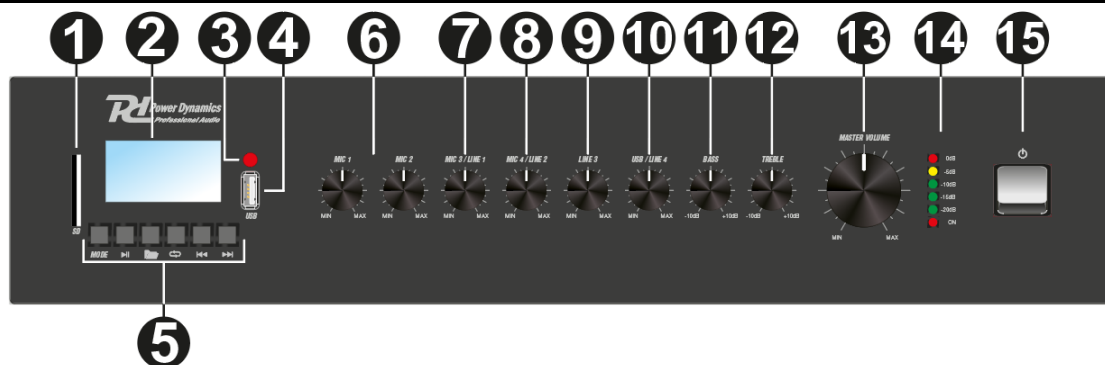 1 2 3 4 6 7 8 9 10 11 12 13 14 15
Pd Power Dynamics
Professional Audio
MIC 1 MIC 2 MIC 3 / LINE 1 MIC 4 / LINE 2 LINE 3 USB / LINE 4 BASS TREBLE MASTER VOLUME
MIN MAX MIN MAX MIN MAX MIN MAX MIN MAX MIN MAX -10dB +10dB -10dB +10dB MIN MAX
0dB
-5dB
-10dB
-15dB
-20dB
ON
USB
SD
MODE
5